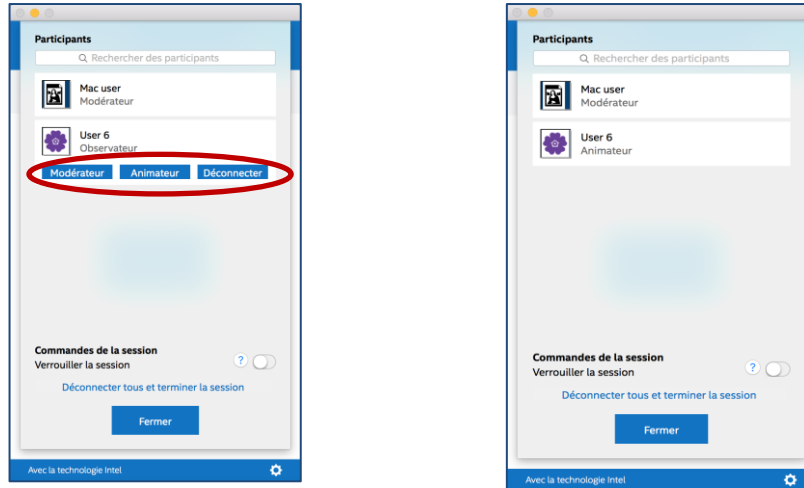 Participants
Rechercher des participants
Mac user
Modérateur
User 6
Observateur
Modérateur Animateur Déconnecter
Commandes de la session
Verrouiller la session ?
Déconnecter tous et terminer la session
Fermer
Avec la technologie Intel
Participants
Rechercher des participants
Mac user
Modérateur
User 6
Animateur
Commandes de la session
Verrouiller la session ?
Déconnecter tous et terminer la session
Fermer
Avec la technologie Intel